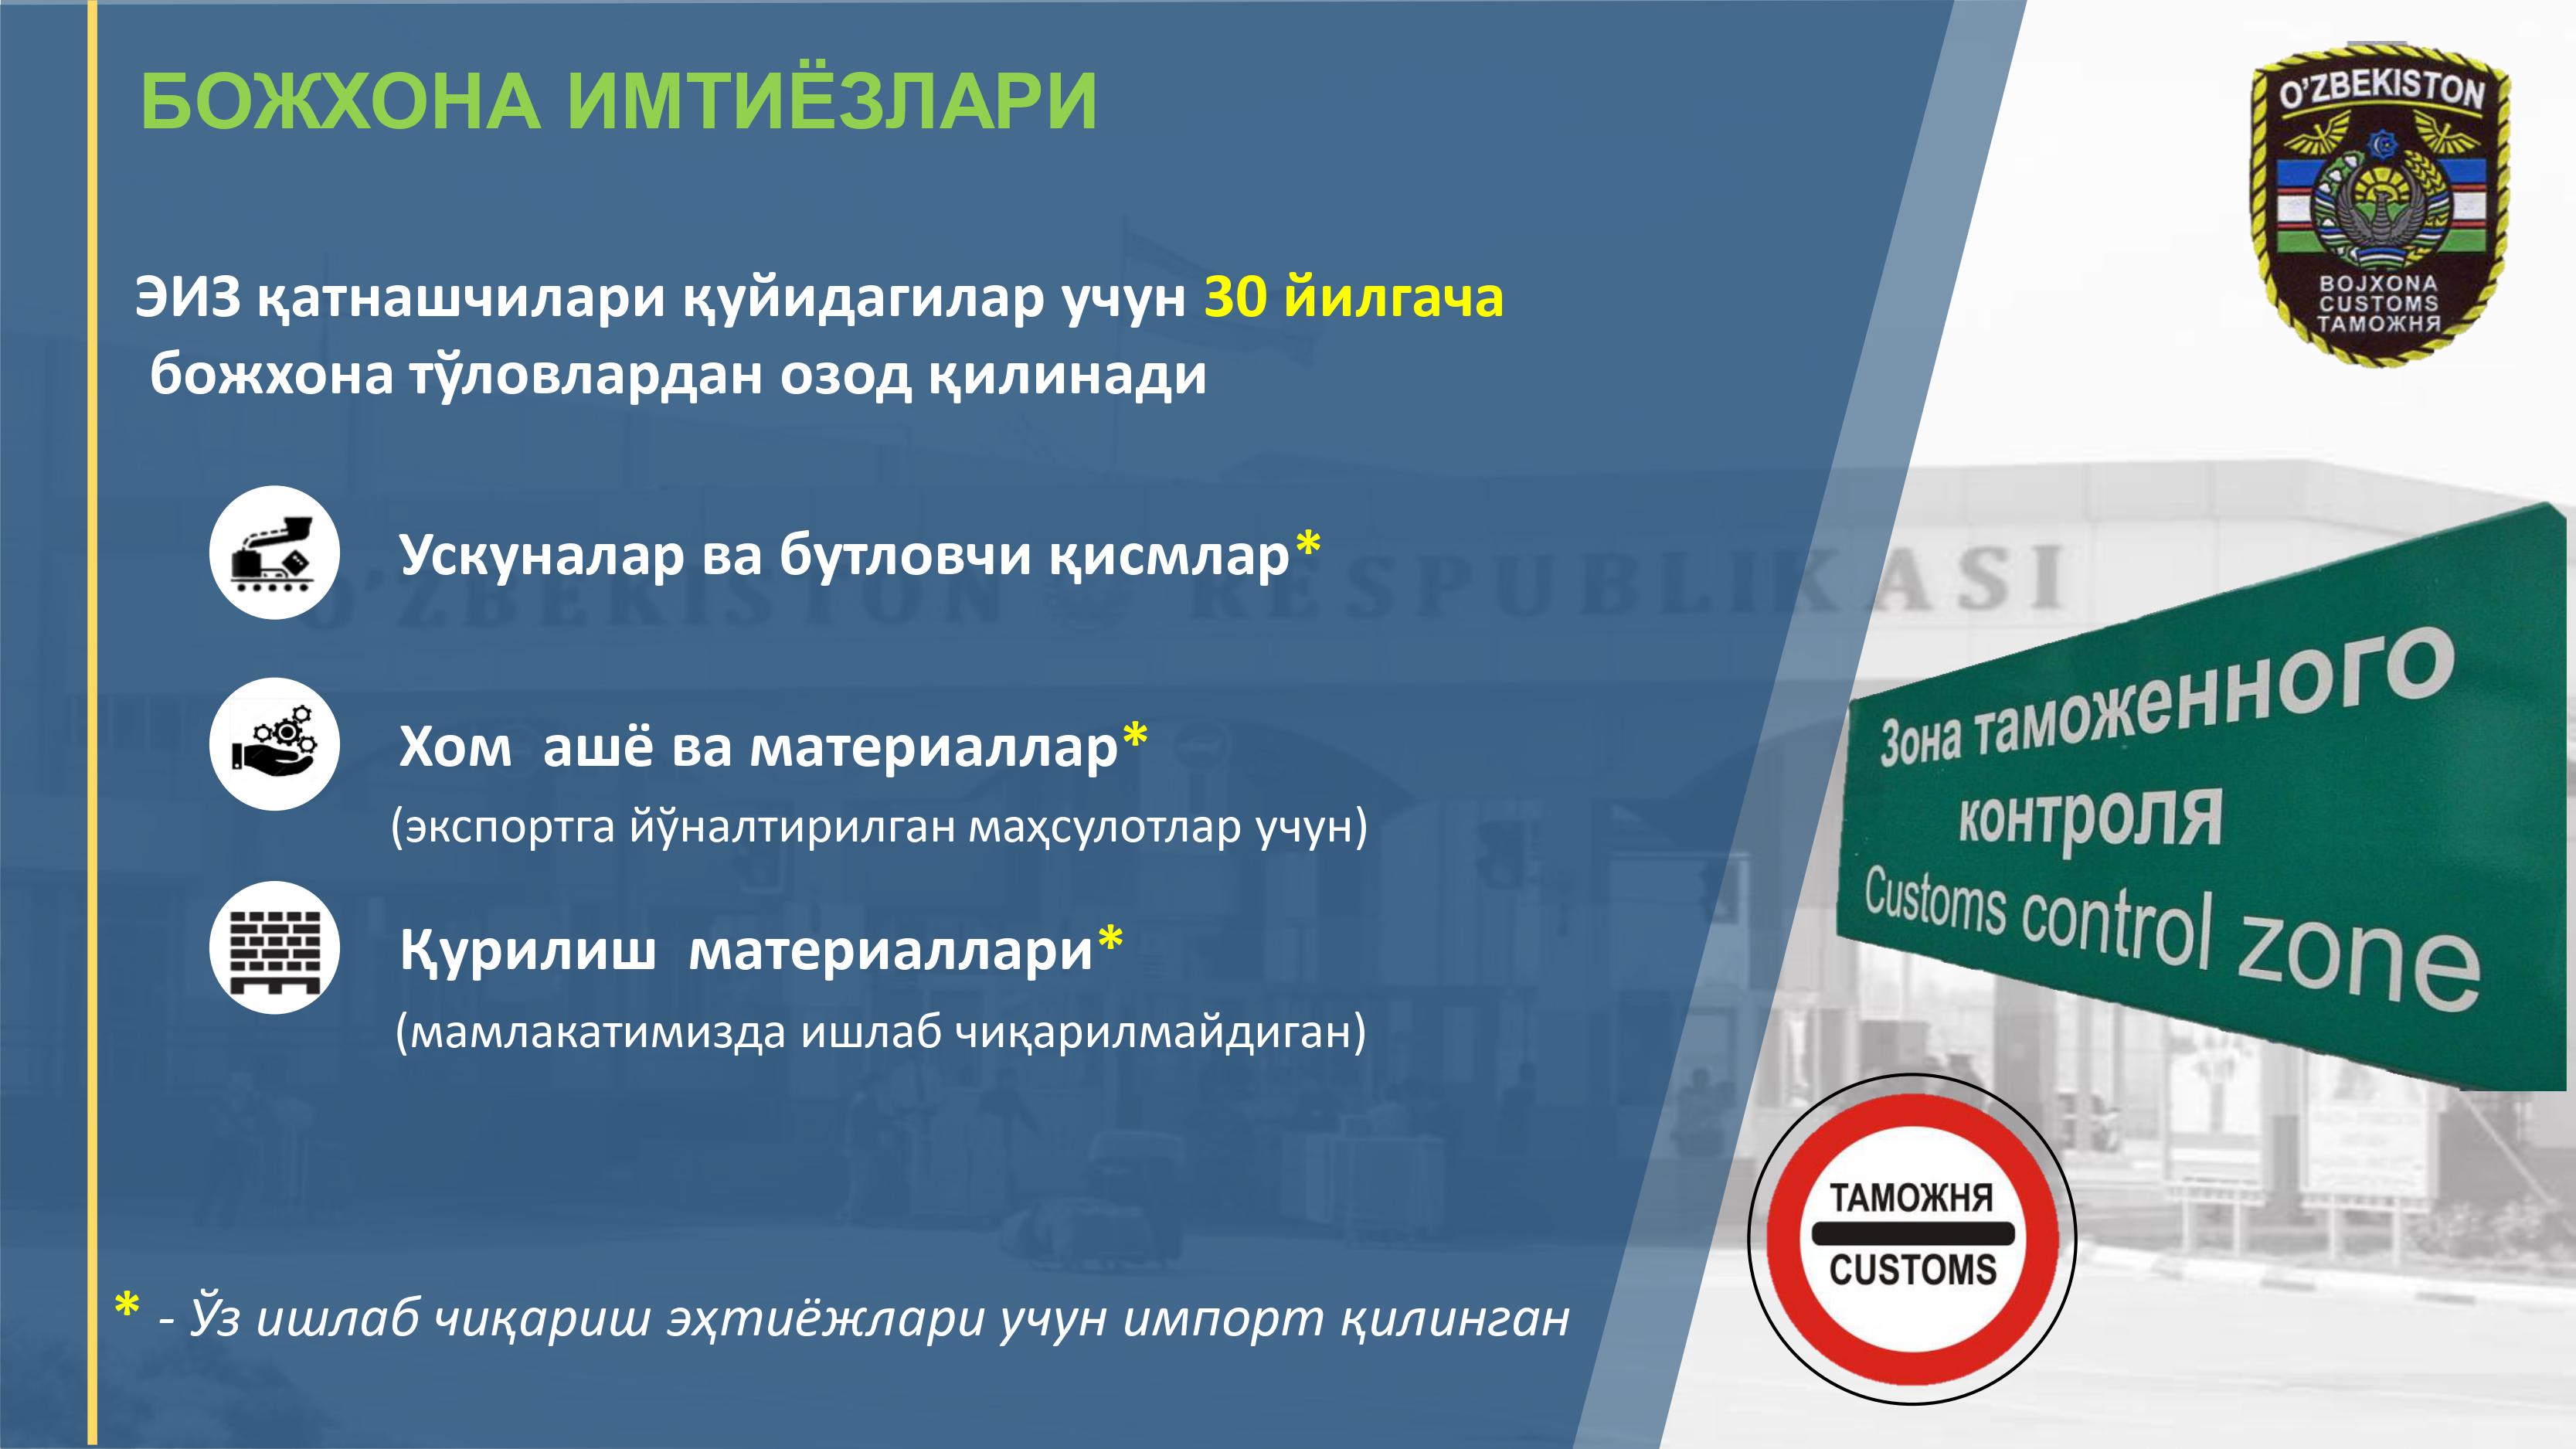 БОЖХОНА ИМТИЁЗЛАРИ
ЭИЗ қатнашчилари қуйидагилар учун 30 йилгача
божхона тўловлардан озод қилинади
Ускуналар ва бутловчи қисмлар*
Хом ашё ва материаллар*
(экспортга йўналтирилган маҳсулотлар учун)
Қурилиш материаллари*
(мамлакатимизда ишлаб чиқарилмайдиган)
* - Ўз ишлаб чиқариш эҳтиёжлари учун импорт қилинган
O'ZBEKISTON
BOJXONA
CUSTOMS
ТАМОЖНЯ
O'ZBEKISTON RESPUBLIKASI
Зона таможенного
контроля
Customs control zone
ТАМОЖНЯ
CUSTOMS